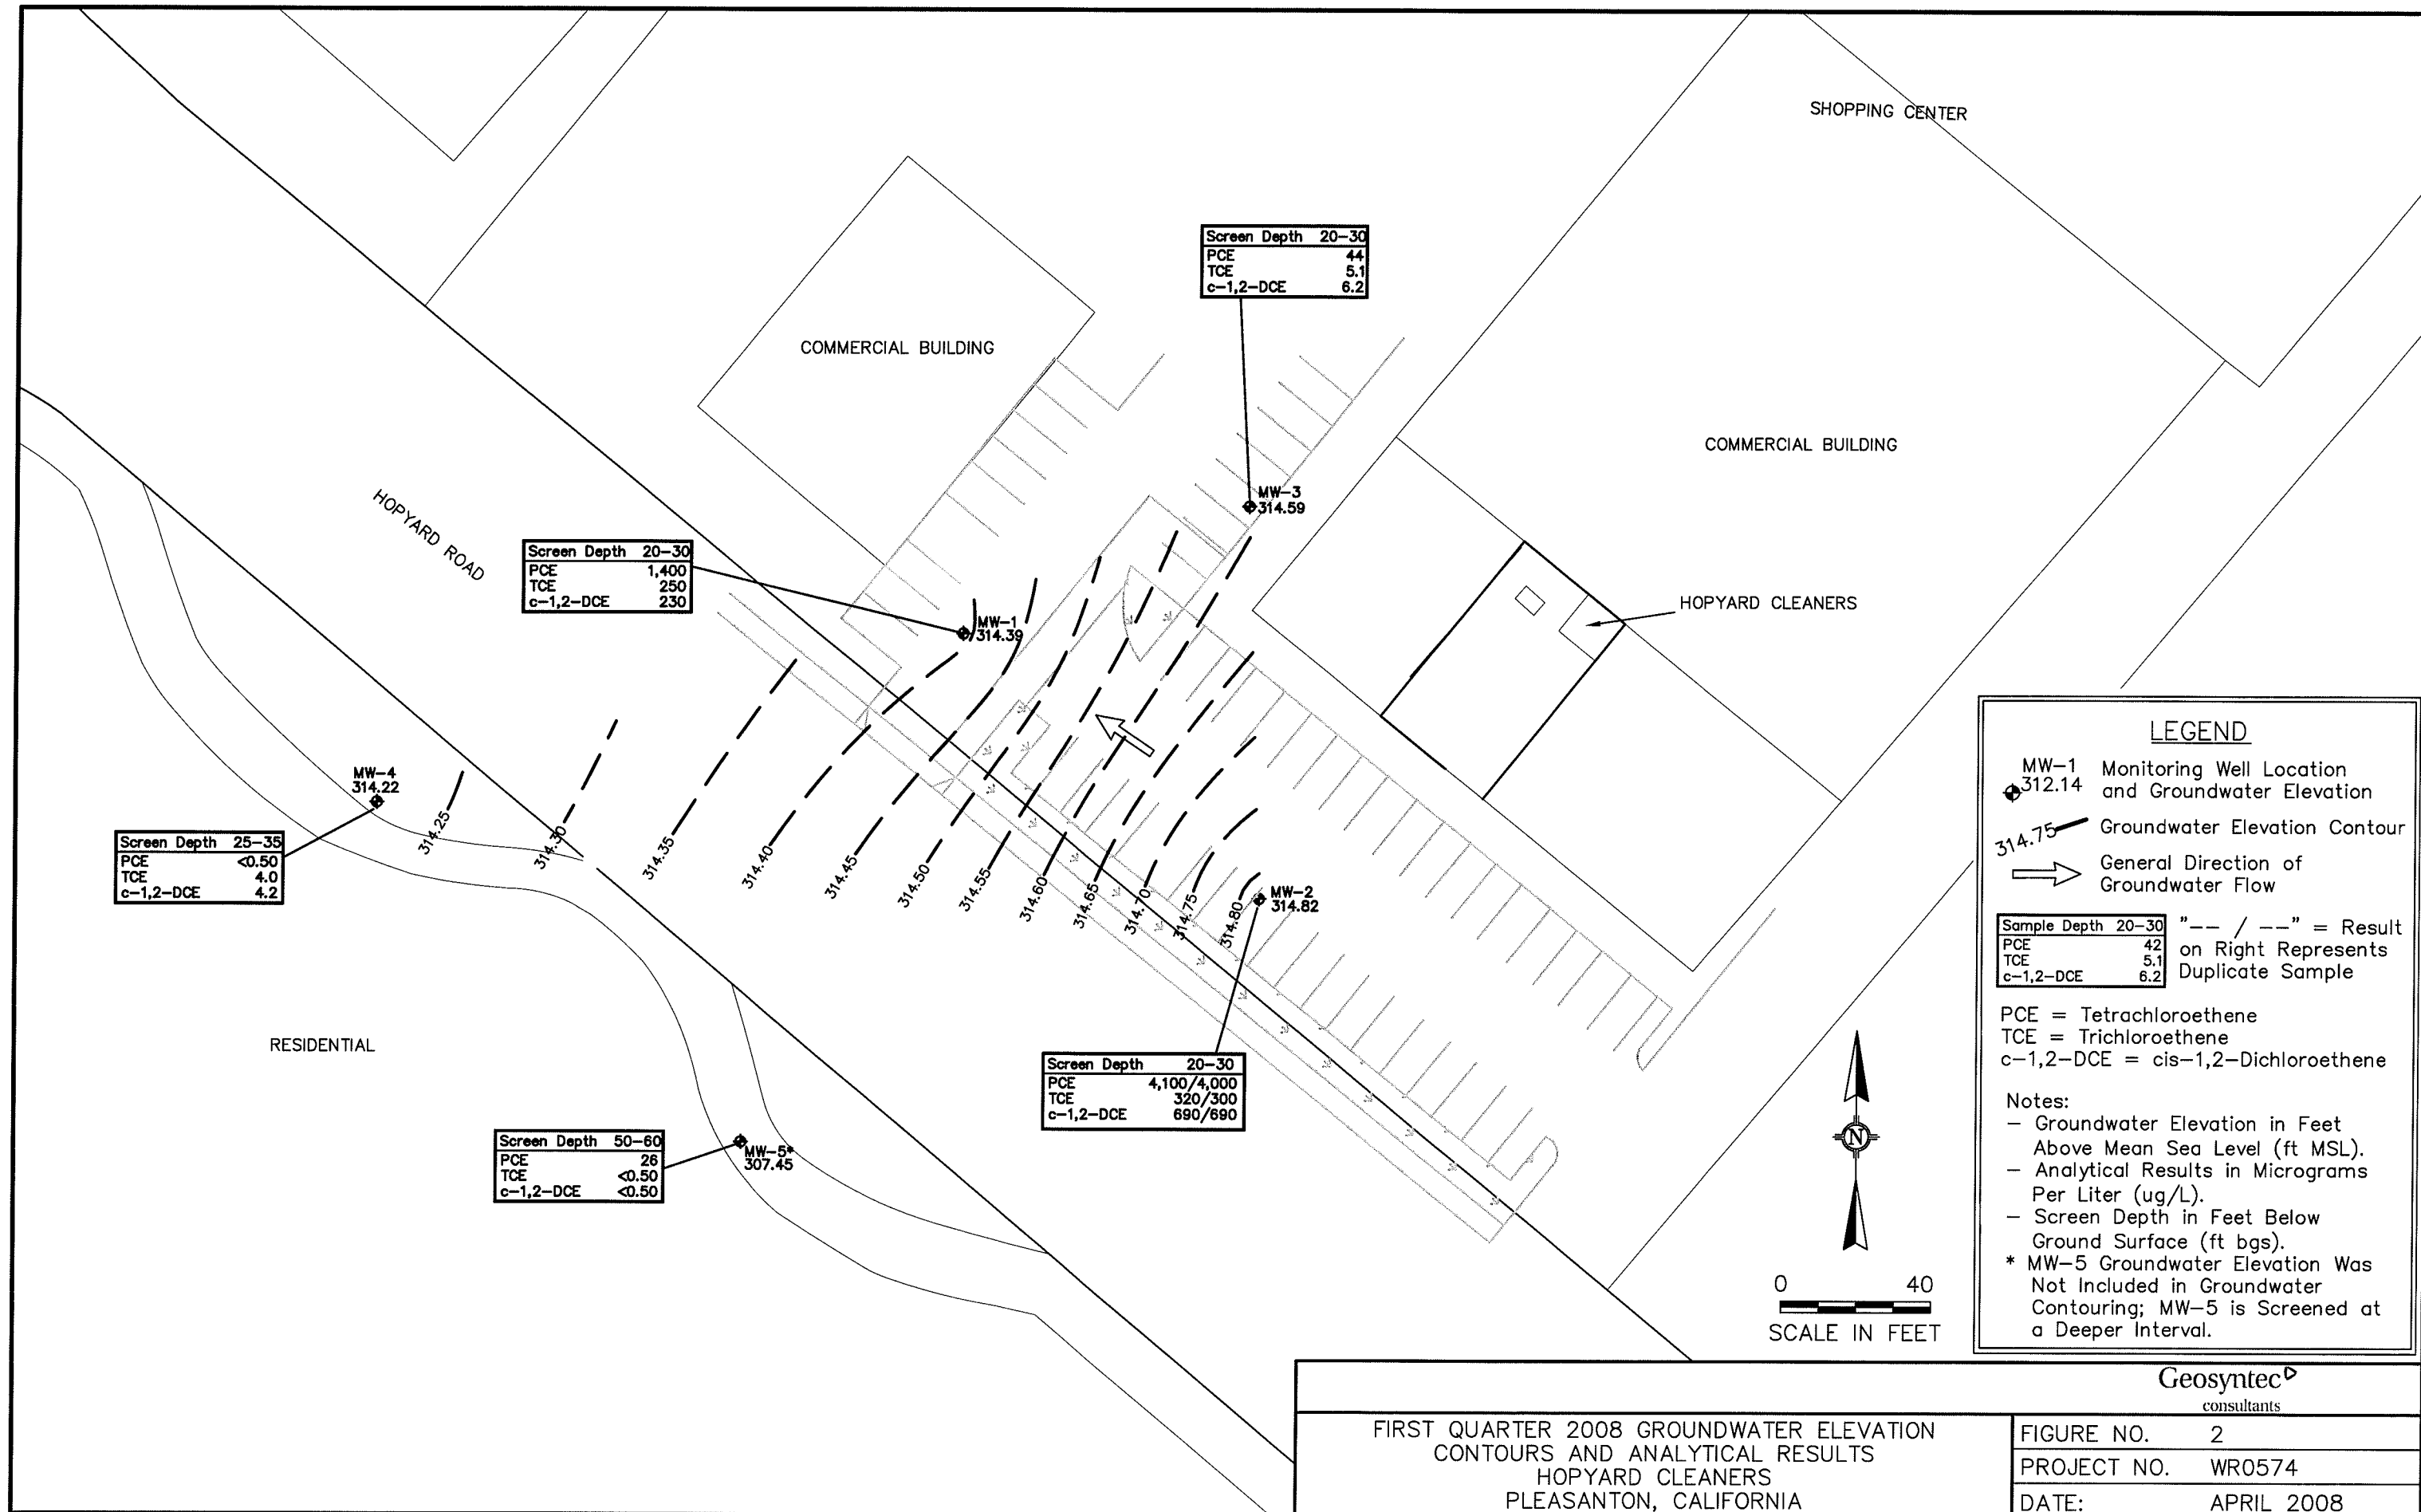 SHOPPING CENTER
Screen Depth 20-30
PCE 44
TCE 5.1
c-1,2-DCE 6.2
COMMERCIAL BUILDING
COMMERCIAL BUILDING
MW-3
314.59
HOPYARD ROAD
Screen Depth 20-30
PCE 1,400
TCE 250
c-1,2-DCE 230
MW-1
314.39
HOPYARD CLEANERS
MW-4
314.22
Screen Depth 25-35
PCE <0.50
TCE 4.0
c-1,2-DCE 4.2
314.25
314.30
314.35
314.40
314.45
314.50
314.55
314.60
314.65
314.70
314.75
314.80
MW-2
314.82
RESIDENTIAL
Screen Depth 20-30
PCE 4,100/4,000
TCE 320/300
c-1,2-DCE 690/690
Screen Depth 50-60
PCE 26
TCE <0.50
c-1,2-DCE <0.50
MW-5*
307.45
LEGEND
MW-1
312.14
Monitoring Well Location
and Groundwater Elevation
314.75
Groundwater Elevation Contour
General Direction of
Groundwater Flow
Sample Depth 20-30
PCE 42
TCE 5.1
c-1,2-DCE 6.2
"-- / --" = Result
on Right Represents
Duplicate Sample
PCE = Tetrachloroethene
TCE = Trichloroethene
c-1,2-DCE = cis-1,2-Dichloroethene
Notes:
- Groundwater Elevation in Feet
Above Mean Sea Level (ft MSL).
- Analytical Results in Micrograms
Per Liter (ug/L).
- Screen Depth in Feet Below
Ground Surface (ft bgs).
* MW-5 Groundwater Elevation Was
Not Included in Groundwater
Contouring; MW-5 is Screened at
a Deeper Interval.
N
0 40
SCALE IN FEET
Geosyntec
consultants
FIRST QUARTER 2008 GROUNDWATER ELEVATION
CONTOURS AND ANALYTICAL RESULTS
HOPYARD CLEANERS
PLEASANTON, CALIFORNIA
FIGURE NO. 2
PROJECT NO. WR0574
DATE: APRIL 2008